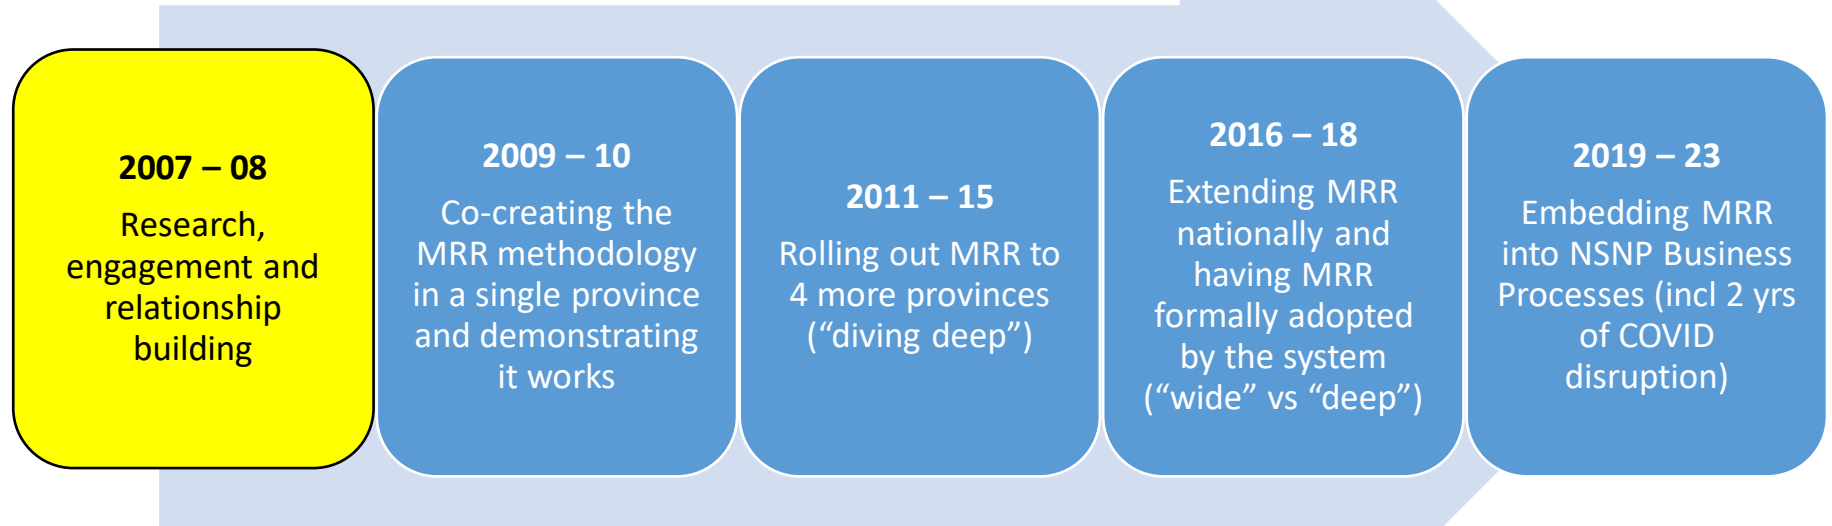 2007 – 08
Research,
engagement and
relationship
building
2009 – 10
Co-creating the
MRR methodology
in a single province
and demonstrating
it works
2011 – 15
Rolling out MRR to
4 more provinces
(“diving deep”)
2016 – 18
Extending MRR
nationally and
having MRR
formally adopted
by the system
(“wide” vs “deep”)
2019 – 23
Embedding MRR
into NSNP Business
Processes (incl 2 yrs
of COVID
disruption)